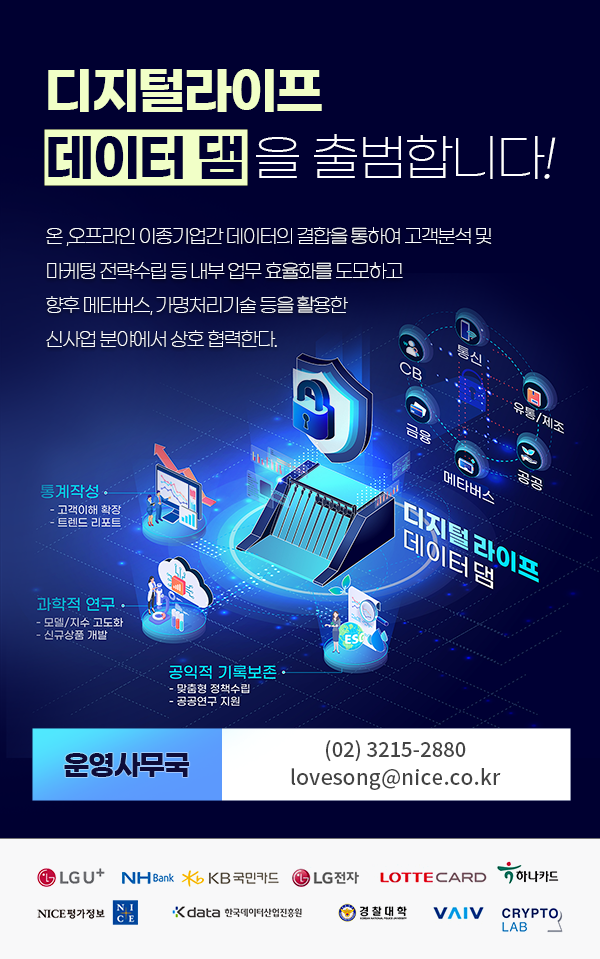 디지털라이프
데이터 댐을 출범합니다!
온,오프라인 이종기업간 데이터의 결합을 통하여 고객분석 및
마케팅 전략수립 등 내부 업무 효율화를 도모하고
향후 메타버스, 가명처리기술 등을 활용한
신사업 분야에서 상호 협력한다.
통신
CB
유통/제조
금융
공공
메타버스
통계작성
- 고객이해 확장
- 트렌드 리포트
디지털 라이프
데이터 댐
과학적 연구
- 모델/지수 고도화
- 신규상품 개발
ESG
공익적 기록보존
- 맞춤형 정책수립
- 공공연구 지원
운영사무국
(02) 3215-2880
lovesong@nice.co.kr
LG U+
NH Bank
KB국민카드
LG전자
LOTTE CARD
하나카드
NICE평가정보 NICE
Kdata 한국데이터산업진흥원
경찰대학
KOREAN NATIONAL POLICE UNIVERSITY
VAIV
CRYPTO
LAB